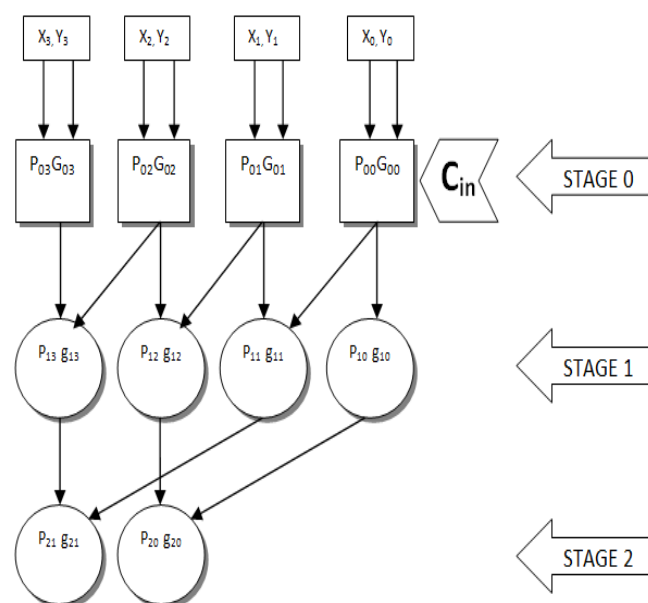 X₃, Y₃ X₂, Y₂ X₁, Y₁ X₀, Y₀
P₀₃G₀₃ P₀₂G₀₂ P₀₁G₀₁ P₀₀G₀₀ Cᵢₙ STAGE 0
P₁₃ g₁₃ P₁₂ g₁₂ P₁₁ g₁₁ P₁₀ g₁₀ STAGE 1
P₂₁ g₂₁ P₂₀ g₂₀ STAGE 2